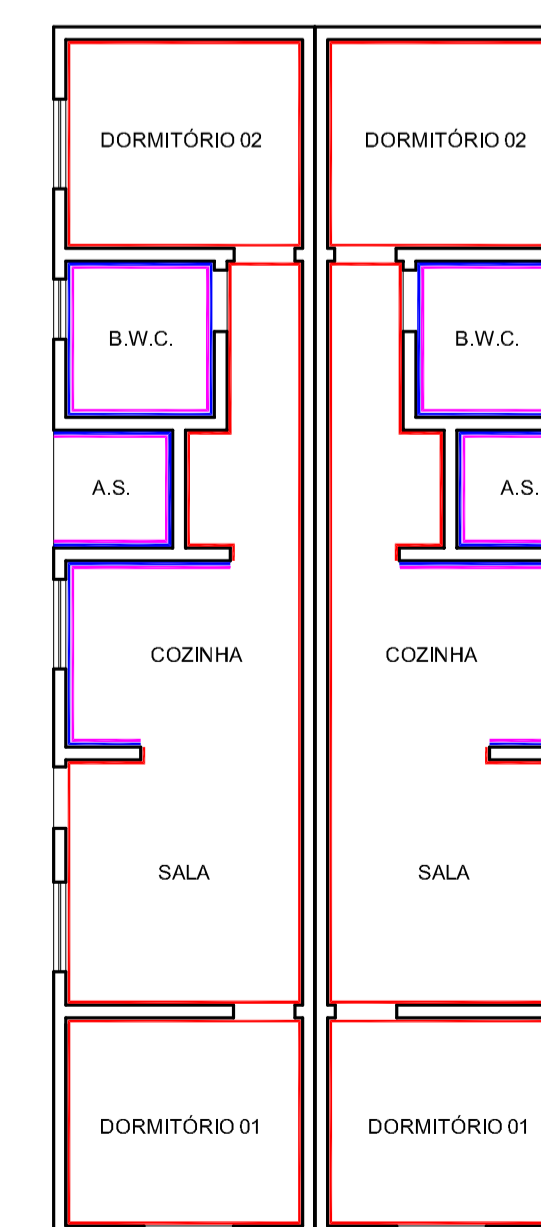 DORMITÓRIO 02
DORMITÓRIO 02
B.W.C.
B.W.C.
A.S.
A.S.
COZINHA
COZINHA
SALA
SALA
DORMITÓRIO 01
DORMITÓRIO 01